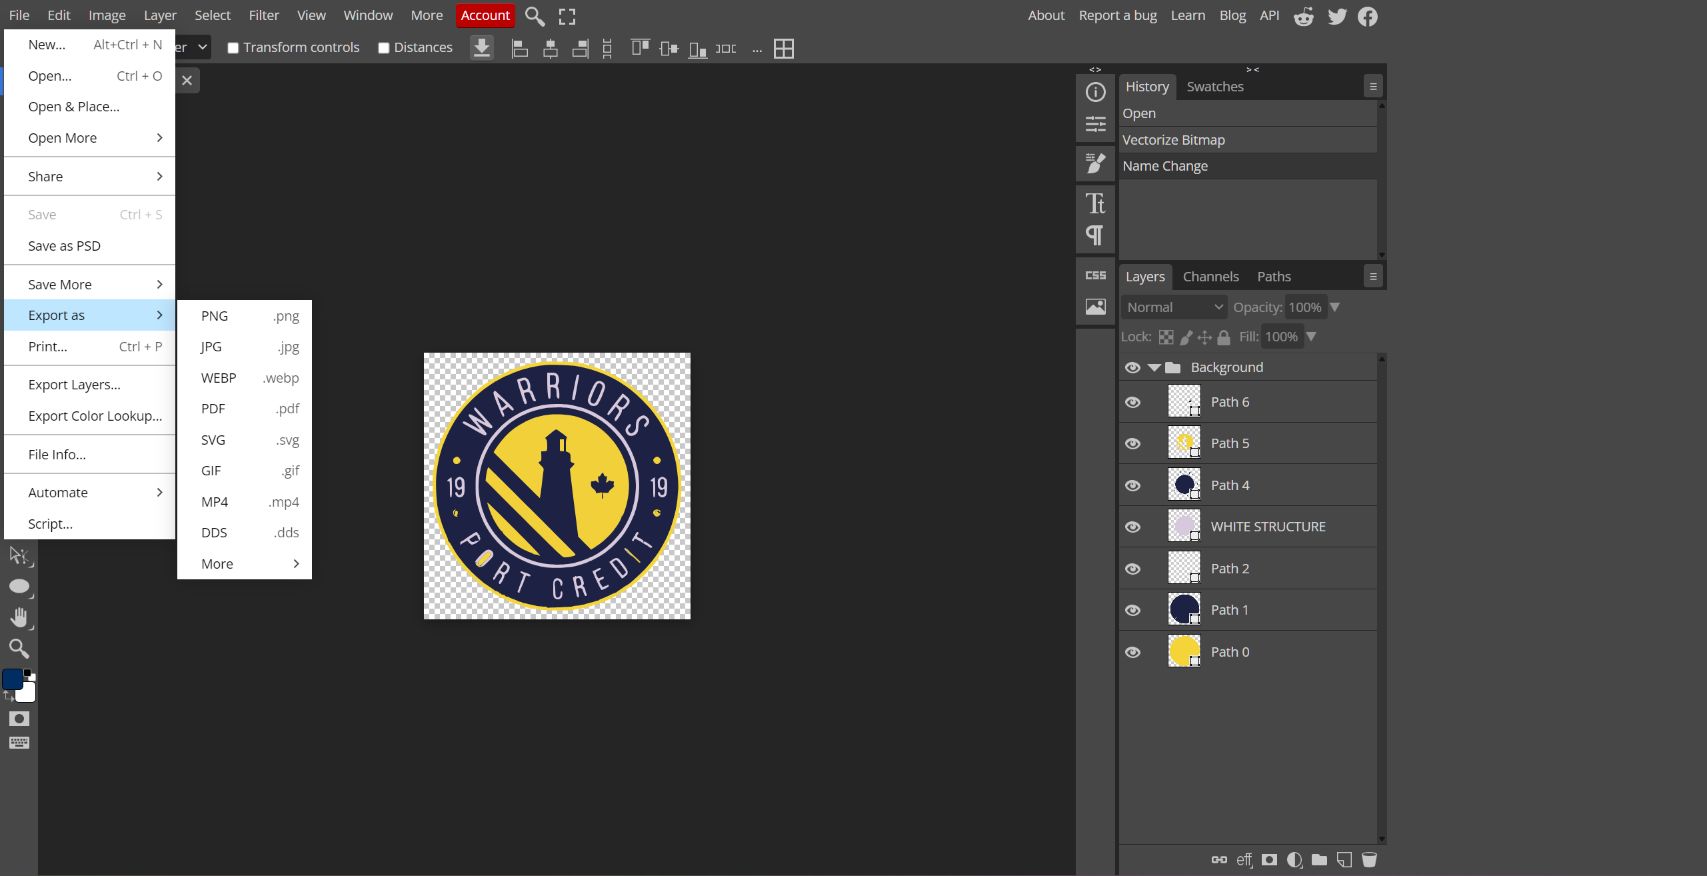 File Edit Image Layer Select Filter View Window More Account
About Report a bug Learn Blog API
er Transform controls Distances ...
New... Alt+Ctrl + N
Open... Ctrl + O
Open & Place...
Open More >
Share >
Save Ctrl + S
Save as PSD
Save More >
Export as >
Print... Ctrl + P
Export Layers...
Export Color Lookup...
File Info...
Automate >
Script...
PNG .png
JPG .jpg
WEBP .webp
PDF .pdf
SVG .svg
GIF .gif
MP4 .mp4
DDS .dds
More >
WARRIORS
19 19
PORT CREDIT
< > > <
History Swatches
Open
Vectorize Bitmap
Name Change
Tt
¶
CSS
Layers Channels Paths
Normal Opacity: 100%
Lock: Fill: 100%
Background
Path 6
Path 5
Path 4
WHITE STRUCTURE
Path 2
Path 1
Path 0
eff